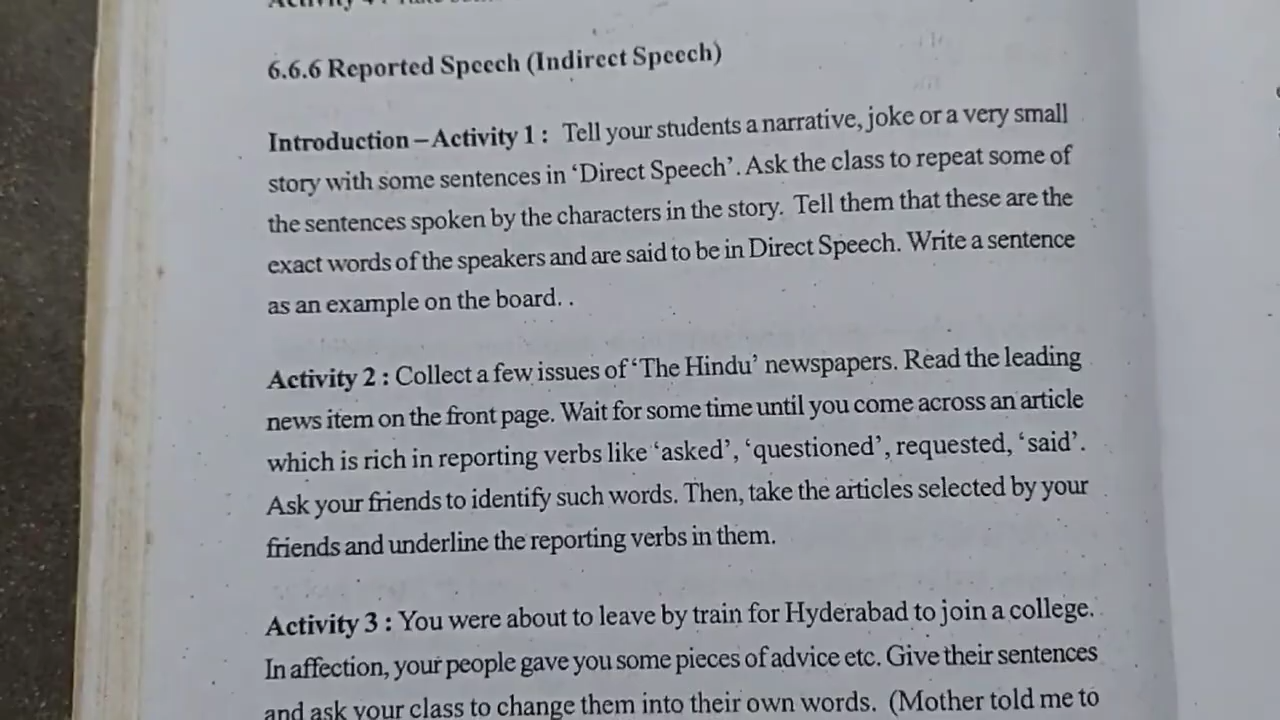 6.6.6 Reported Speech (Indirect Speech)
Introduction – Activity 1 : Tell your students a narrative, joke or a very small
story with some sentences in ‘Direct Speech’. Ask the class to repeat some of
the sentences spoken by the characters in the story. Tell them that these are the
exact words of the speakers and are said to be in Direct Speech. Write a sentence
as an example on the board. .
Activity 2 : Collect a few issues of ‘The Hindu’ newspapers. Read the leading
news item on the front page. Wait for some time until you come across an article
which is rich in reporting verbs like ‘asked’, ‘questioned’, requested, ‘said’.
Ask your friends to identify such words. Then, take the articles selected by your
friends and underline the reporting verbs in them.
Activity 3 : You were about to leave by train for Hyderabad to join a college.
In affection, your people gave you some pieces of advice etc. Give their sentences
and ask your class to change them into their own words. (Mother told me to